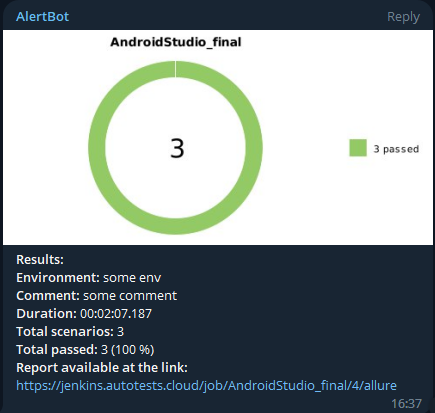 AlertBot
Reply
AndroidStudio_final
3
3 passed
Results:
Environment: some env
Comment: some comment
Duration: 00:02:07.187
Total scenarios: 3
Total passed: 3 (100 %)
Report available at the link:
https://jenkins.autotests.cloud/job/AndroidStudio_final/4/allure
16:37